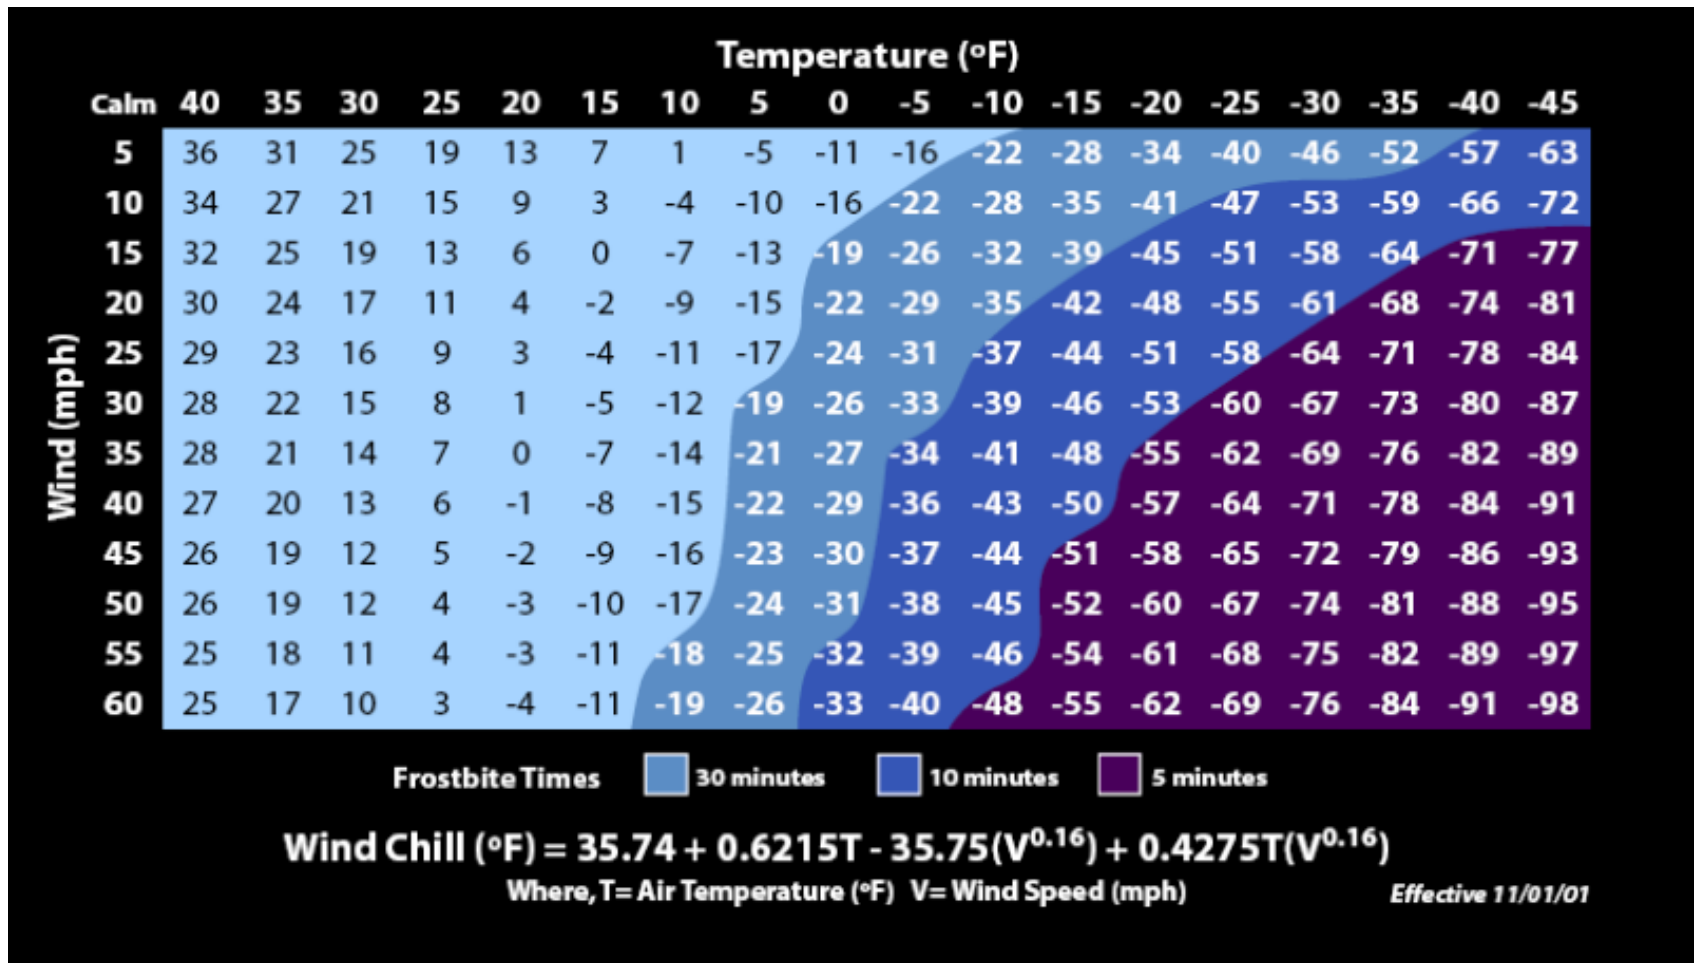 Temperature (ºF)
Calm 40 35 30 25 20 15 10 5 0 -5 -10 -15 -20 -25 -30 -35 -40 -45
5 36 31 25 19 13 7 1 -5 -11 -16 -22 -28 -34 -40 -46 -52 -57 -63
10 34 27 21 15 9 3 -4 -10 -16 -22 -28 -35 -41 -47 -53 -59 -66 -72
15 32 25 19 13 6 0 -7 -13 -19 -26 -32 -39 -45 -51 -58 -64 -71 -77
20 30 24 17 11 4 -2 -9 -15 -22 -29 -35 -42 -48 -55 -61 -68 -74 -81
25 29 23 16 9 3 -4 -11 -17 -24 -31 -37 -44 -51 -58 -64 -71 -78 -84
30 28 22 15 8 1 -5 -12 -19 -26 -33 -39 -46 -53 -60 -67 -73 -80 -87
35 28 21 14 7 0 -7 -14 -21 -27 -34 -41 -48 -55 -62 -69 -76 -82 -89
40 27 20 13 6 -1 -8 -15 -22 -29 -36 -43 -50 -57 -64 -71 -78 -84 -91
45 26 19 12 5 -2 -9 -16 -23 -30 -37 -44 -51 -58 -65 -72 -79 -86 -93
50 26 19 12 4 -3 -10 -17 -24 -31 -38 -45 -52 -60 -67 -74 -81 -88 -95
55 25 18 11 4 -3 -11 -18 -25 -32 -39 -46 -54 -61 -68 -75 -82 -89 -97
60 25 17 10 3 -4 -11 -19 -26 -33 -40 -48 -55 -62 -69 -76 -84 -91 -98
Wind (mph)
Frostbite Times 30 minutes 10 minutes 5 minutes
Wind Chill (ºF) = 35.74 + 0.6215T - 35.75(V^0.16) + 0.4275T(V^0.16)
Where, T= Air Temperature (ºF) V= Wind Speed (mph)
Effective 11/01/01